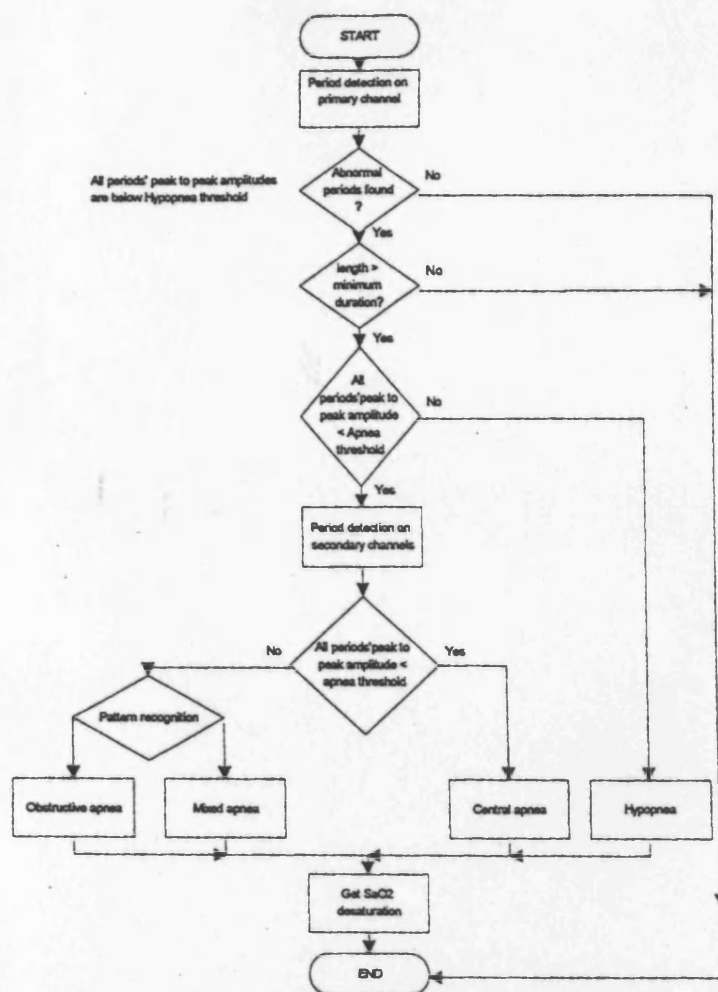 START
Period detection on
primary channel
All periods' peak to peak amplitudes
are below Hypopnea threshold
Abnormal
periods found
?
No
Yes
length >
minimum
duration?
No
Yes
All
periods'peak to
peak amplitude
< Apnea
threshold
No
Yes
Period detection on
secondary channels
All periods'peak to
peak amplitude <
apnea threshold
No
Yes
Pattern recognition
Obstructive apnea
Mixed apnea
Central apnea
Hypopnea
Get SaO2
desaturation
END